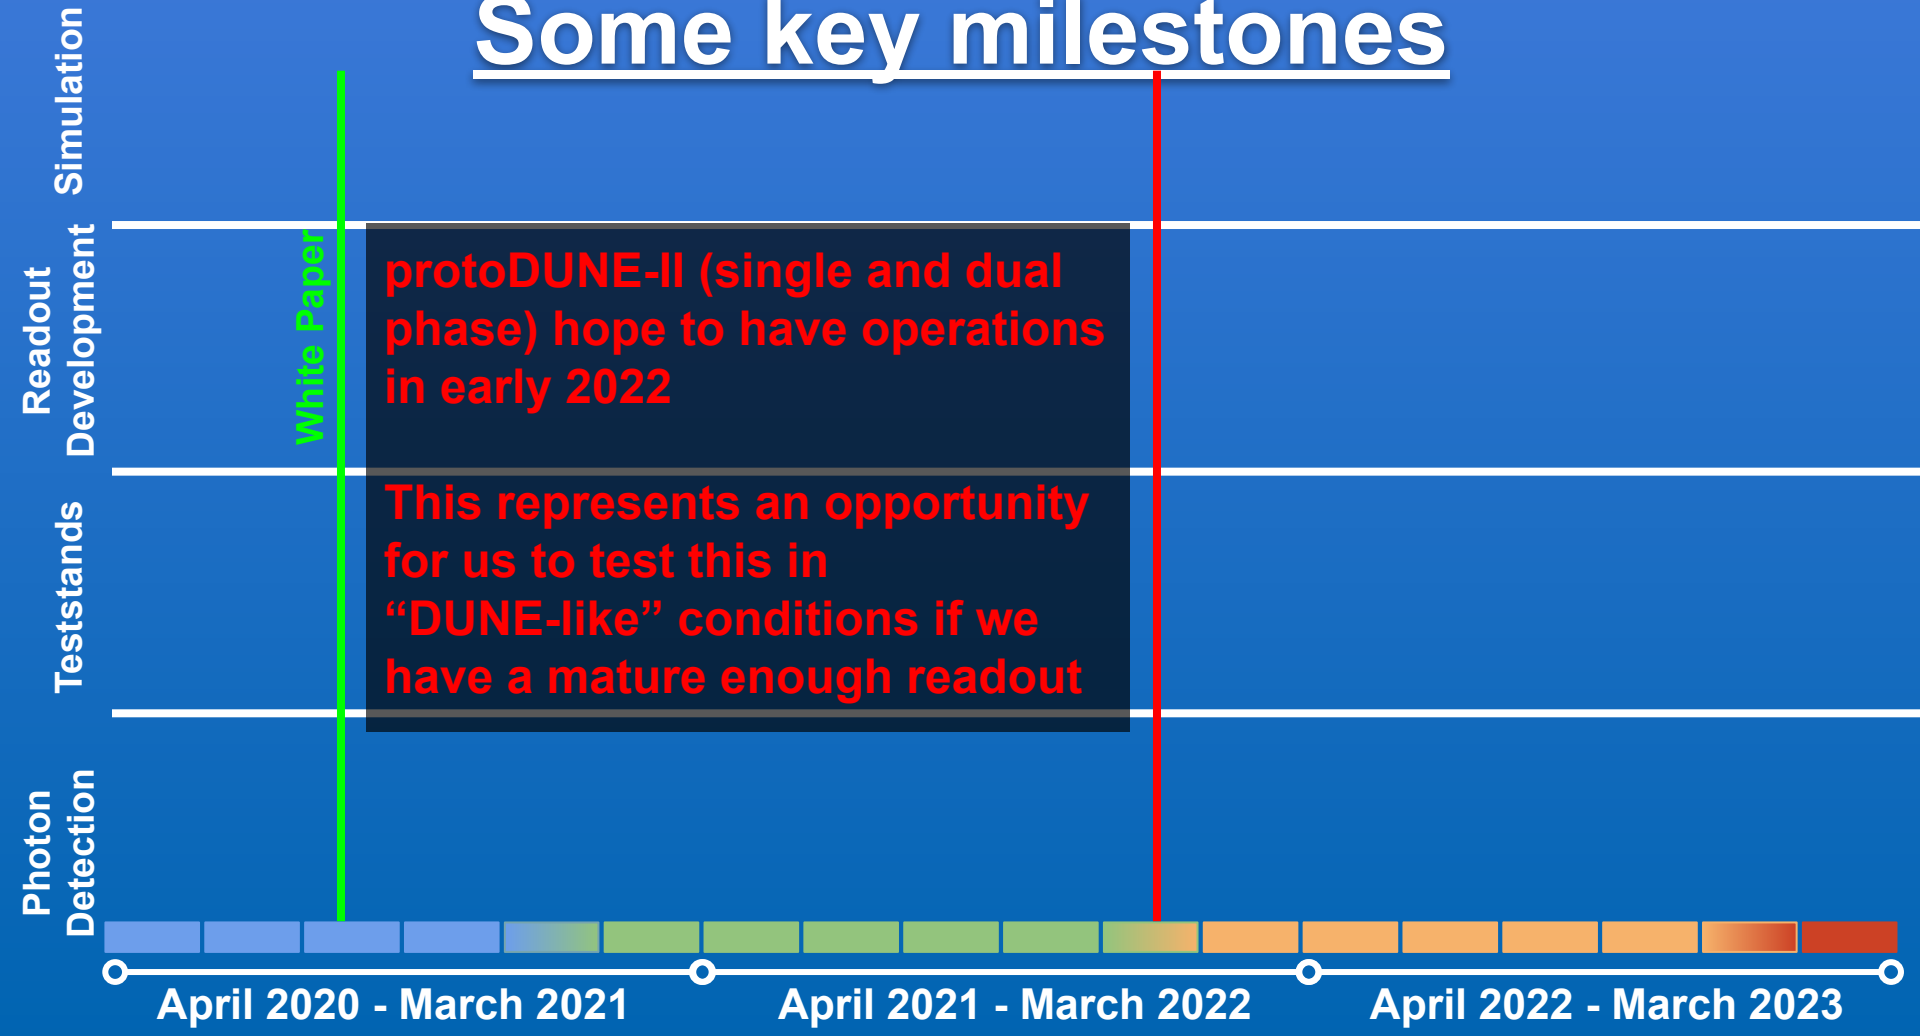 Some key milestones
Simulation
Readout
Development
Teststands
Photon
Detection
White Paper
protoDUNE-II (single and dual
phase) hope to have operations
in early 2022
This represents an opportunity
for us to test this in
“DUNE-like” conditions if we
have a mature enough readout
April 2020 - March 2021
April 2021 - March 2022
April 2022 - March 2023